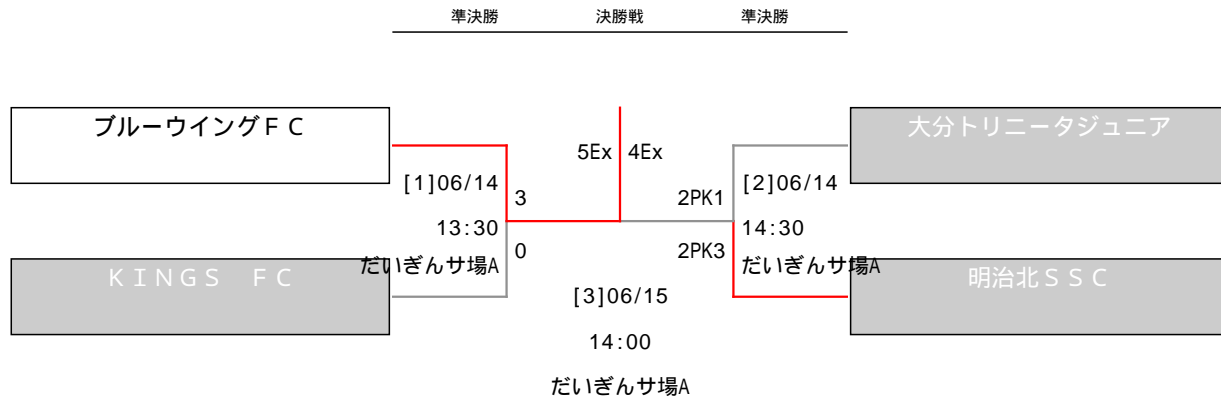 準決勝 決勝戦 準決勝
ブルーウイングＦＣ
大分トリニータジュニア
5Ex 4Ex
[1]06/14
3
2PK1
[2]06/14
13:30
0
2PK3
14:30
だいぎんサ場A
だいぎんサ場A
ＫＩＮＧＳ　ＦＣ
明治北ＳＳＣ
[3]06/15
14:00
だいぎんサ場A